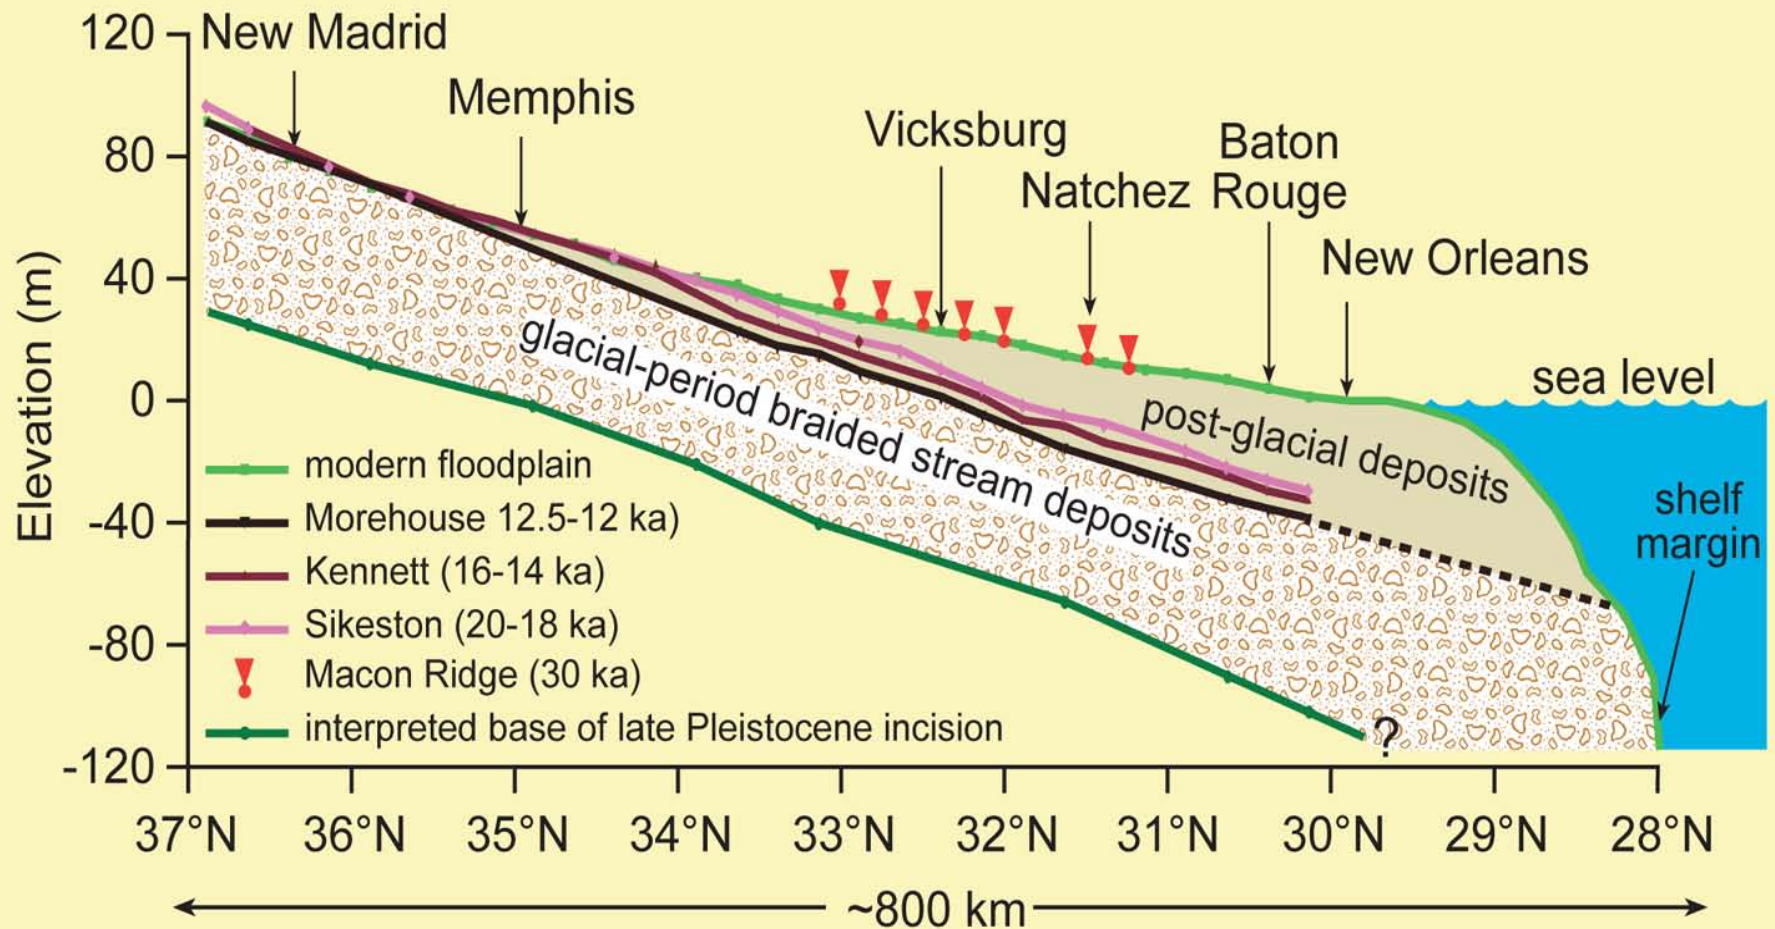 120
New Madrid
Memphis
Vicksburg
Natchez
Baton
Rouge
New Orleans
80
40
0
-40
-80
-120
Elevation (m)
sea level
glacial-period braided stream deposits
post-glacial deposits
shelf
margin
modern floodplain
Morehouse 12.5-12 ka)
Kennett (16-14 ka)
Sikeston (20-18 ka)
Macon Ridge (30 ka)
interpreted base of late Pleistocene incision
?
37°N 36°N 35°N 34°N 33°N 32°N 31°N 30°N 29°N 28°N
~800 km